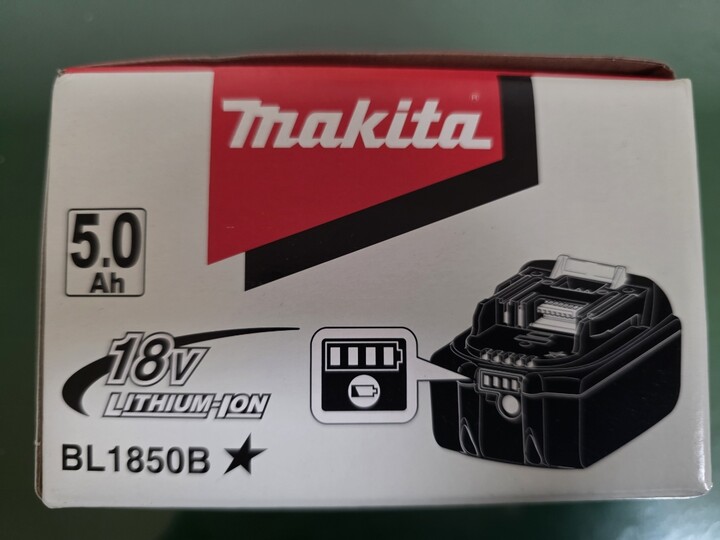 makita®
5.0
Ah
18V
LITHIUM-ION
BL1850B ★